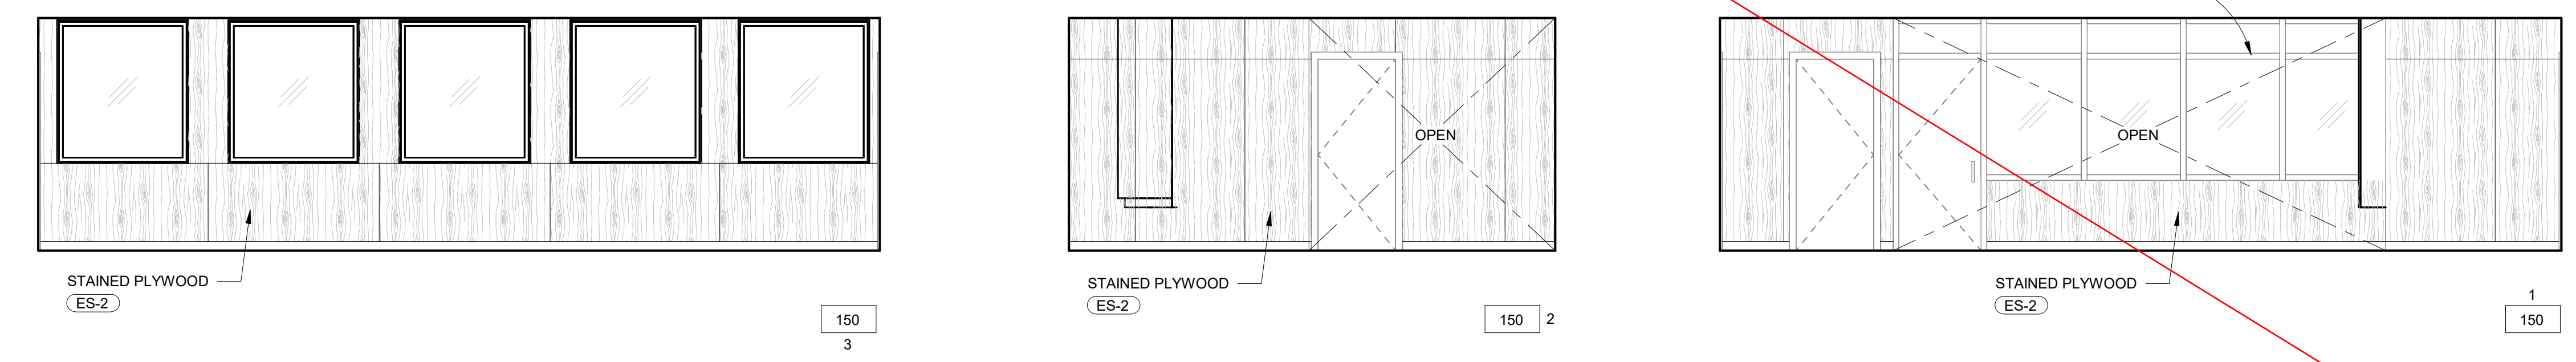 STAINED PLYWOOD
ES-2
150
3
OPEN
STAINED PLYWOOD
ES-2
150 2
OPEN
STAINED PLYWOOD
ES-2
1
150